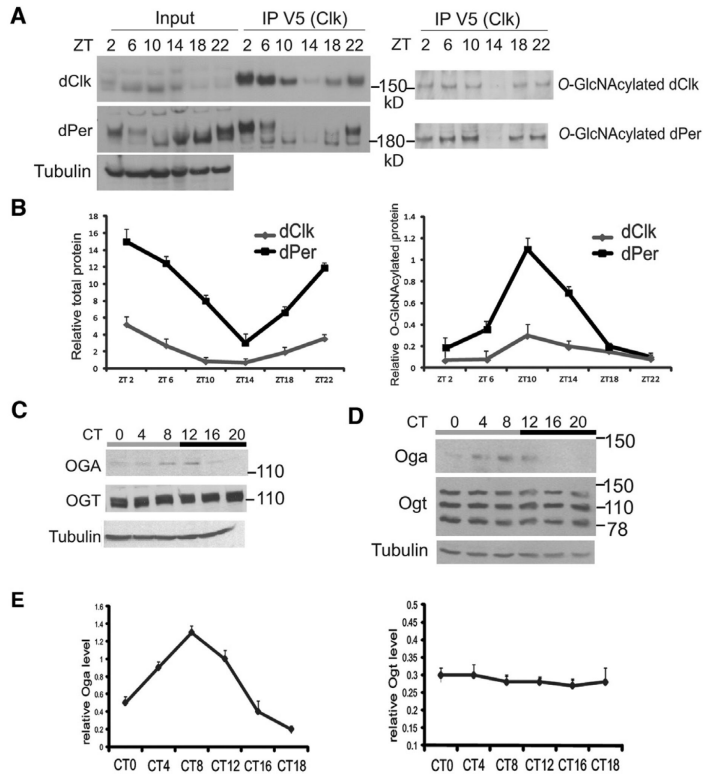 A
Input
IP V5 (Clk)
IP V5 (Clk)
ZT 2 6 10 14 18 22 2 6 10 14 18 22
ZT 2 6 10 14 18 22
dClk
150
kD
O-GlcNAcylated dClk
dPer
180
kD
O-GlcNAcylated dPer
Tubulin
B
Relative total protein
18
16
14
12
10
8
6
4
2
0
dClk
dPer
ZT 2 ZT 6 ZT10 ZT14 ZT18 ZT22
Relative O-GlcNAcylated protein
1.4
1.2
1
0.8
0.6
0.4
0.2
0
dClk
dPer
ZT 2 ZT 6 ZT10 ZT14 ZT18 ZT22
C
CT 0 4 8 12 16 20
OGA
110
OGT
110
Tubulin
D
CT 0 4 8 12 16 20
150
Oga
Ogt
150
110
78
Tubulin
E
relative Oga level
1.6
1.4
1.2
1
0.8
0.6
0.4
0.2
0
CT0 CT4 CT8 CT12 CT16 CT18
relative Ogt level
0.5
0.45
0.4
0.35
0.3
0.25
0.2
0.15
0.1
CT0 CT4 CT8 CT12 CT16 CT18